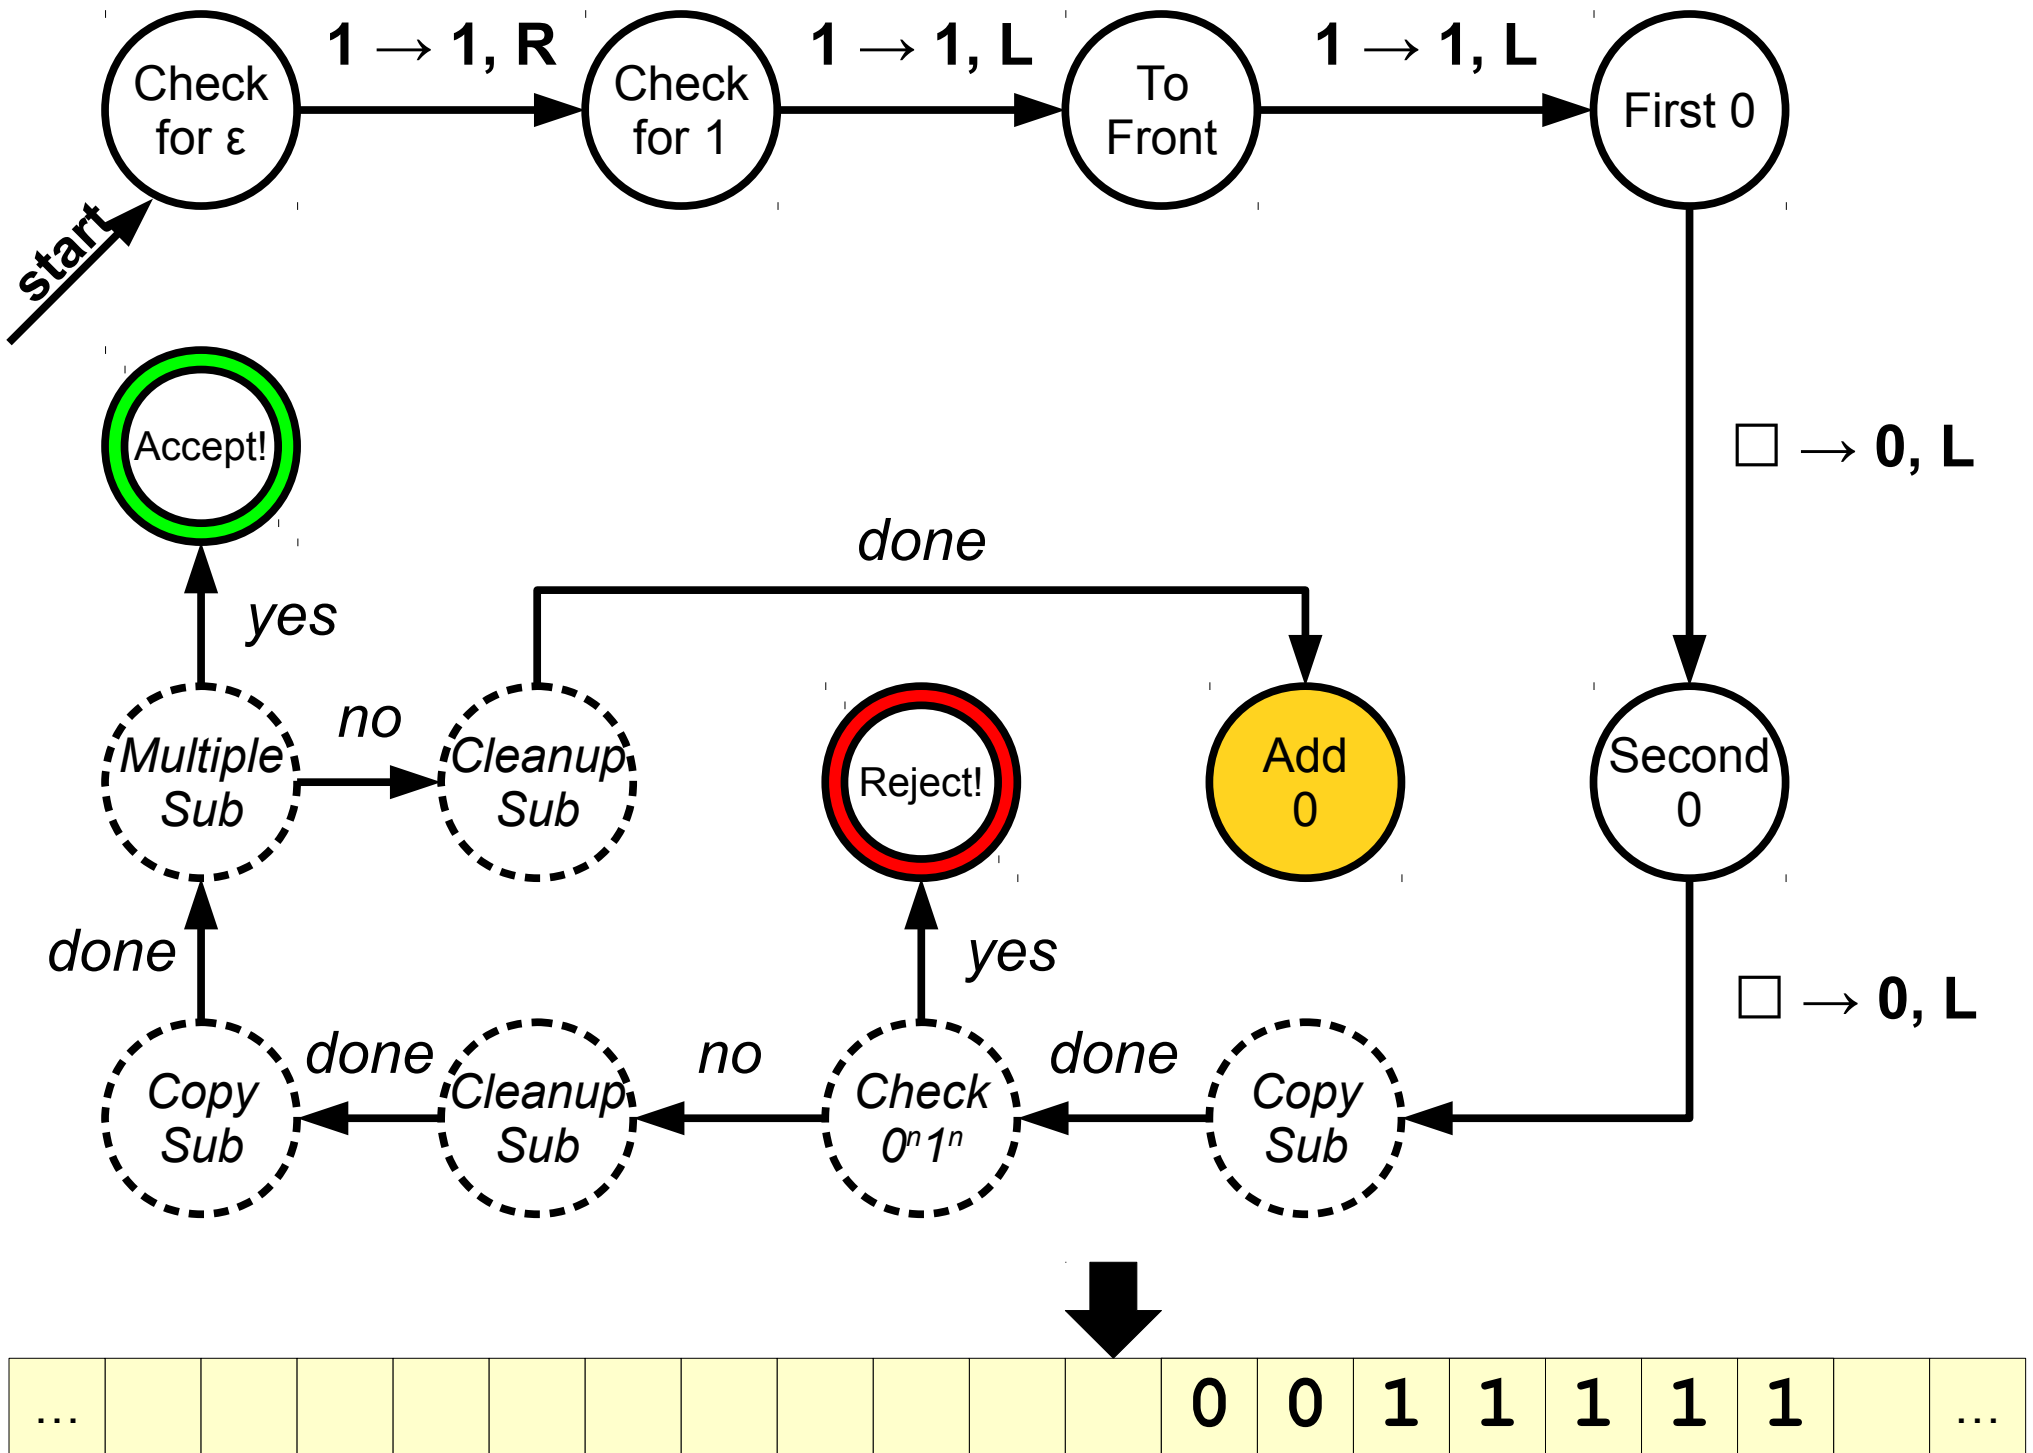 1 → 1, R
1 → 1, L
1 → 1, L
Check
for ε
Check
for 1
To
Front
First 0
start
□ → 0, L
Accept!
done
yes
no
Multiple
Sub
Cleanup
Sub
Reject!
Add
0
Second
0
done
yes
□ → 0, L
done
no
done
Copy
Sub
Cleanup
Sub
Check
0ⁿ1ⁿ
Copy
Sub
... 0 0 1 1 1 1 1 ...